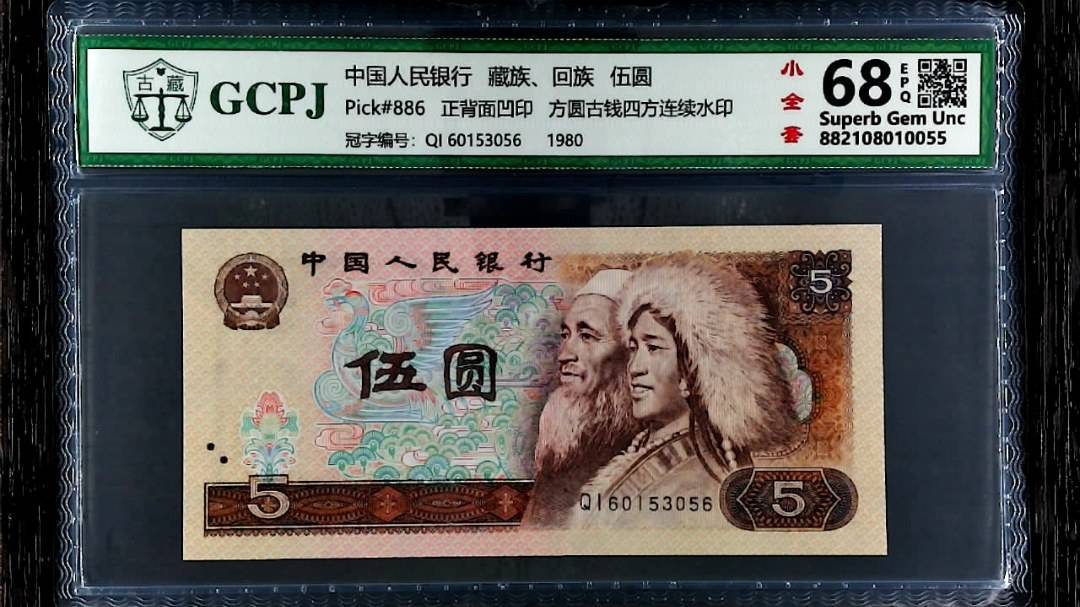 古藏
GCPJ
中国人民银行 藏族、回族 伍圆
Pick#886 正背面凹印 方圆古钱四方连续水印
冠字编号: QI 60153056 1980
小全套
68
EPQ
Superb Gem Unc
882108010055
中国人民银行
5
伍圆
5
QI60153056
5